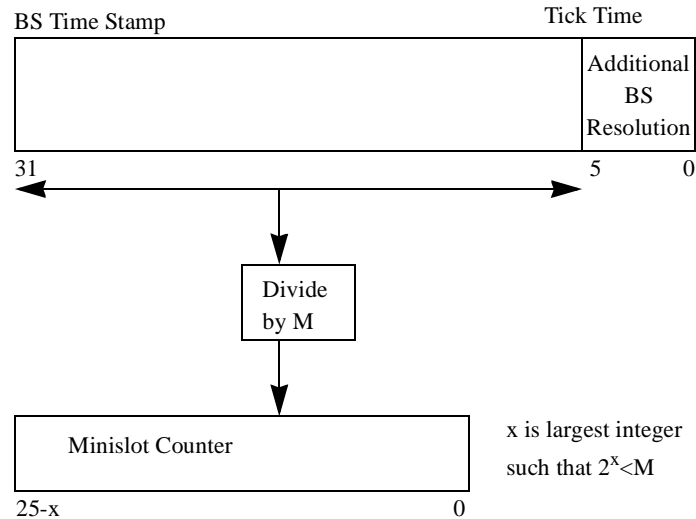 BS Time Stamp
Tick Time
Additional
BS
Resolution
31
5
0
Divide
by M
Minislot Counter
x is largest integer
such that 2^x<M
25-x
0